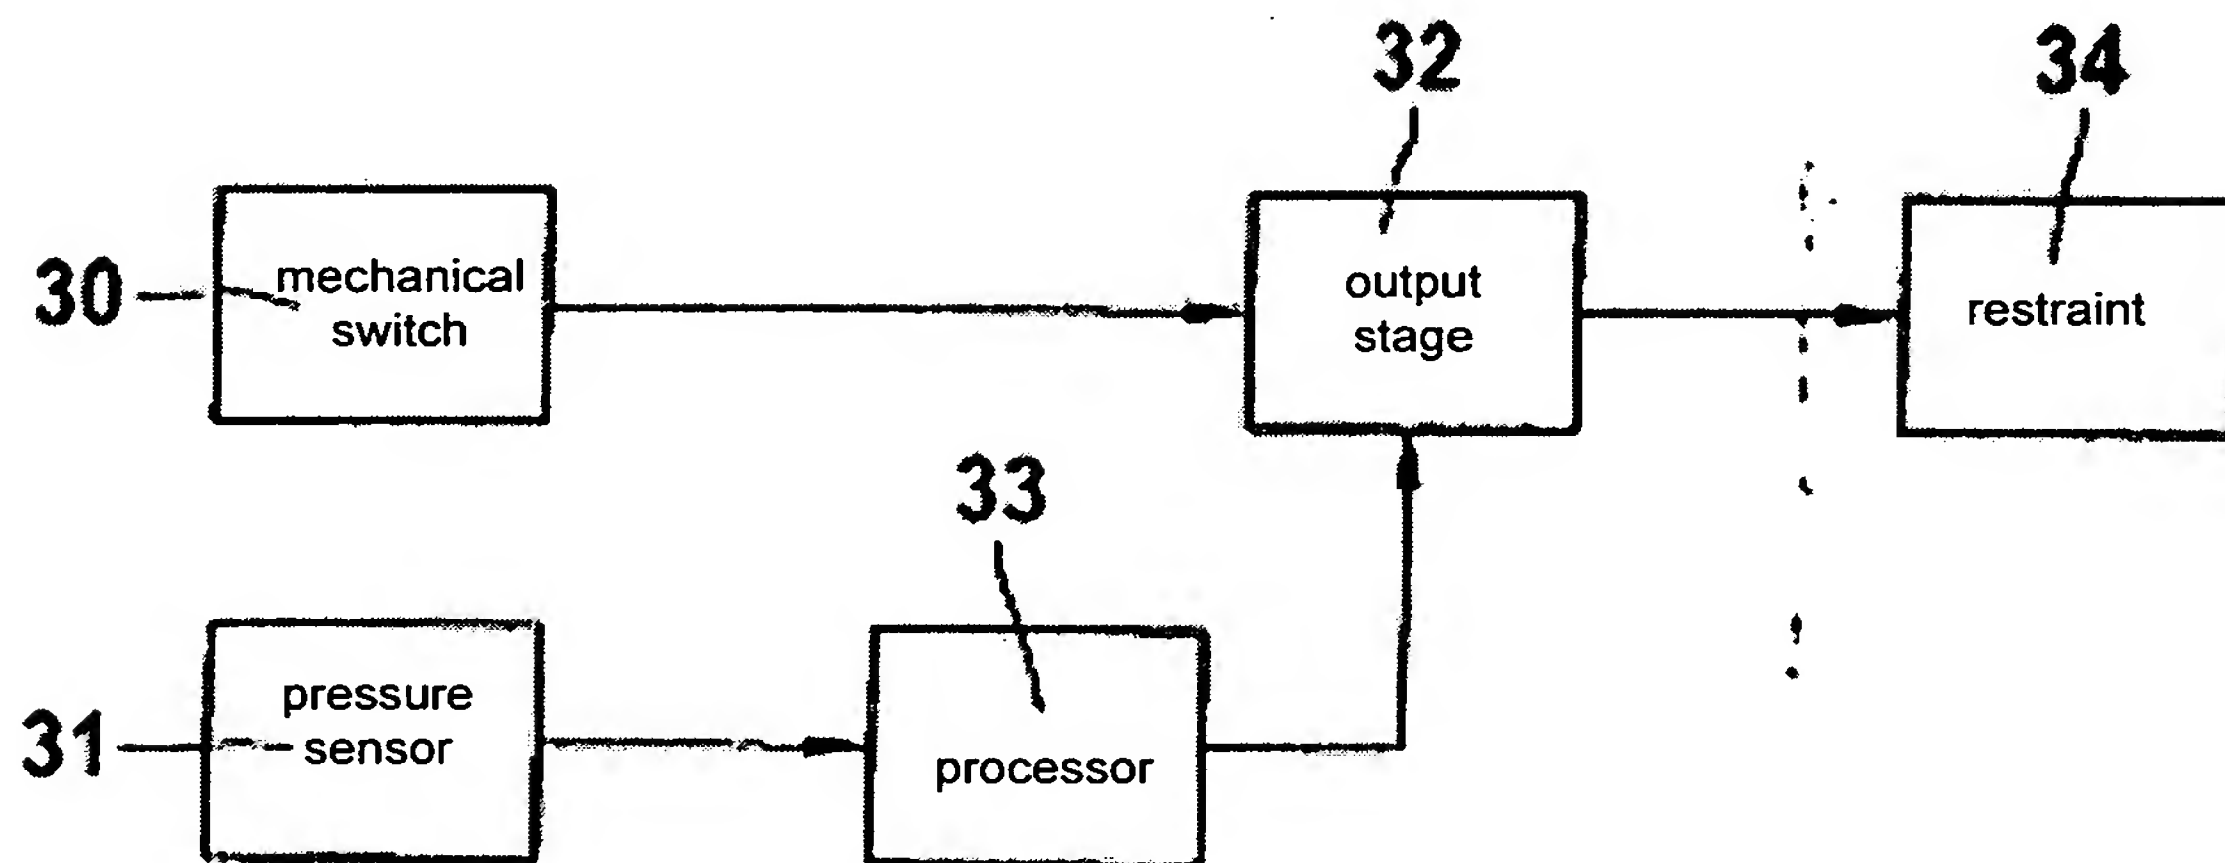 32
34
30
mechanical
switch
output
stage
restraint
33
31
pressure
sensor
processor